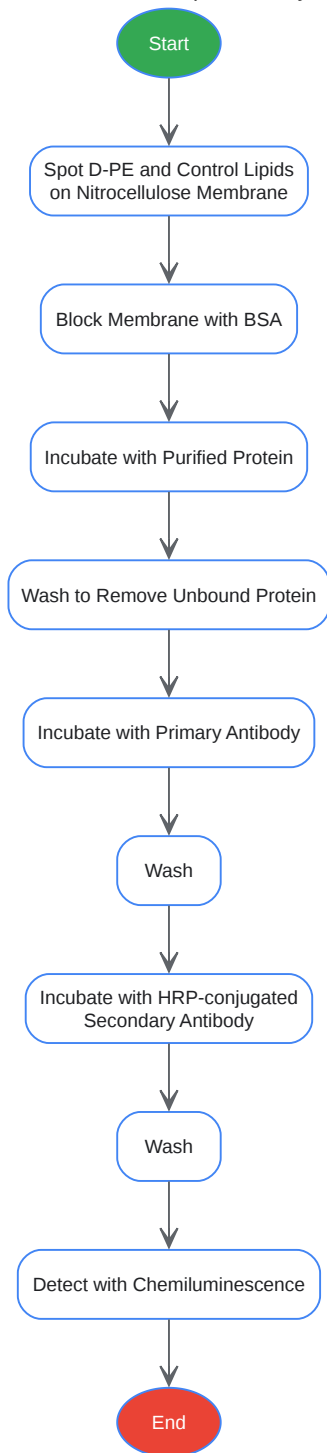 Start
Spot D-PE and Control Lipids
on Nitrocellulose Membrane
Block Membrane with BSA
Incubate with Purified Protein
Wash to Remove Unbound Protein
Incubate with Primary Antibody
Wash
Incubate with HRP-conjugated
Secondary Antibody
Wash
Detect with Chemiluminescence
End